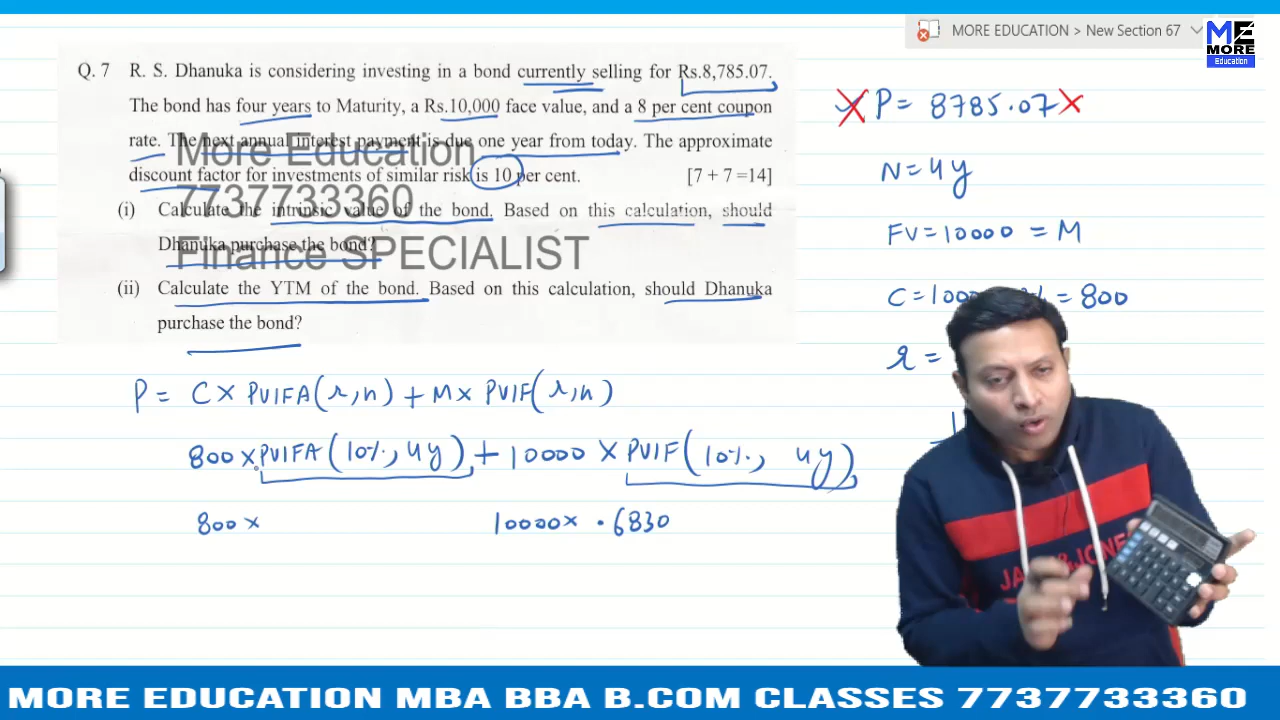 MORE EDUCATION > New Section 67
ME
MORE
Education
Q. 7 R. S. Dhanuka is considering investing in a bond currently selling for Rs.8,785.07.
The bond has four years to Maturity, a Rs.10,000 face value, and a 8 per cent coupon
rate. The next annual interest payment is due one year from today. The approximate
discount factor for investments of similar risk is 10 per cent. [7 + 7 =14]
(i) Calculate the intrinsic value of the bond. Based on this calculation, should
Dhanuka purchase the bond?
(ii) Calculate the YTM of the bond. Based on this calculation, should Dhanuka
purchase the bond?
More Education
7737733360
Finance SPECIALIST
P = 8785.07
N = 4y
FV = 10000 = M
= 800
r =
P = C X PVIFA(r,n) + M X PVIF(r,n)
800 X PVIFA(10%, 4y) + 10000 X PVIF(10%, 4y)
800 x 10000 x .6830
MORE EDUCATION MBA BBA B.COM CLASSES 7737733360